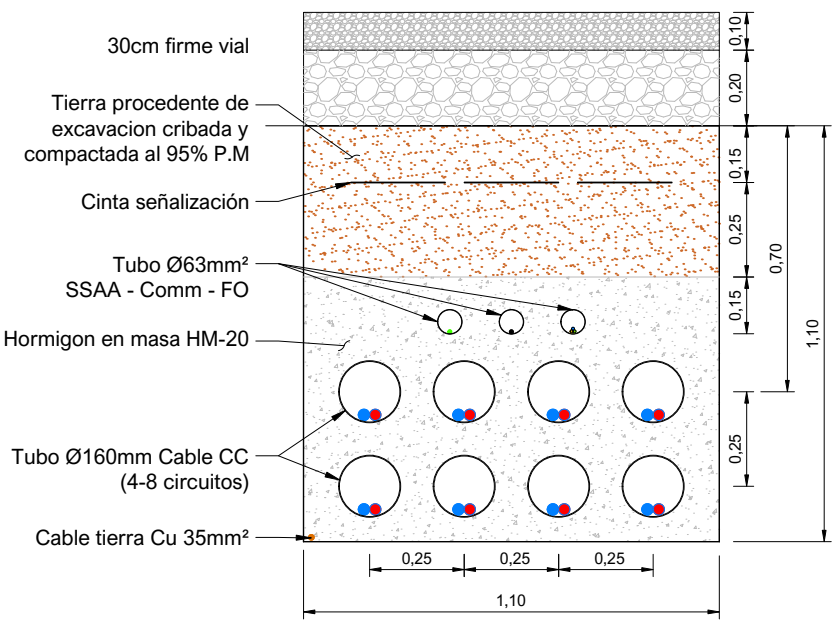 30cm firme vial
Tierra procedente de
excavacion cribada y
compactada al 95% P.M
Cinta señalización
Tubo Ø63mm²
SSAA - Comm - FO
Hormigon en masa HM-20
Tubo Ø160mm Cable CC
(4-8 circuitos)
Cable tierra Cu 35mm²
0,10
0,20
0,15
0,25
0,15
0,70
1,10
0,25
0,25
0,25
0,25
1,10